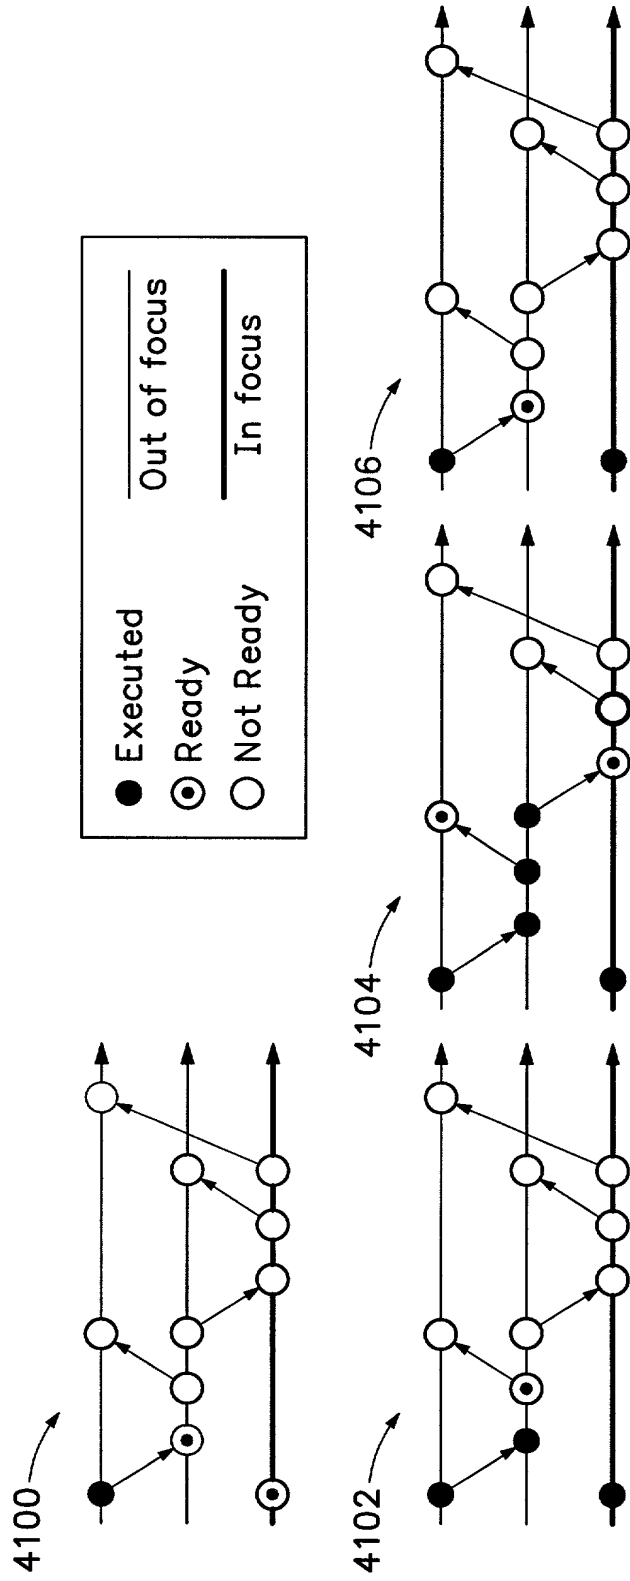 4100
Executed
Ready
Not Ready
Out of focus
In focus
4102
4104
4106